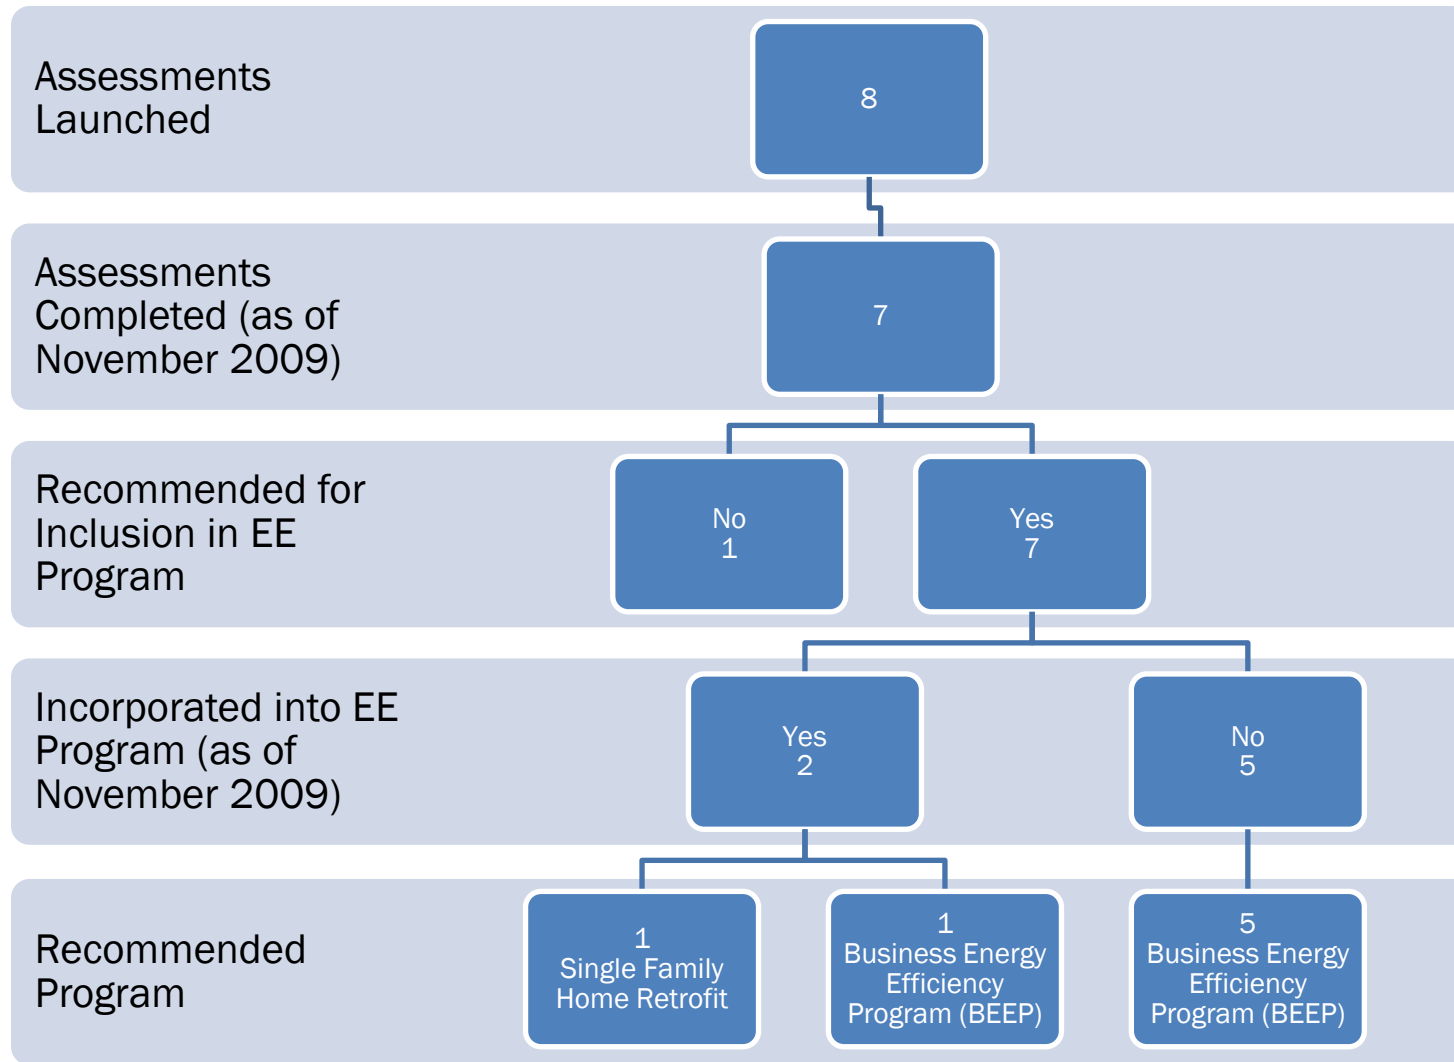 Assessments
Launched
8
Assessments
Completed (as of
November 2009)
7
Recommended for
Inclusion in EE
Program
No
1
Yes
7
Incorporated into EE
Program (as of
November 2009)
Yes
2
No
5
Recommended
Program
1
Single Family
Home Retrofit
1
Business Energy
Efficiency
Program (BEEP)
5
Business Energy
Efficiency
Program (BEEP)